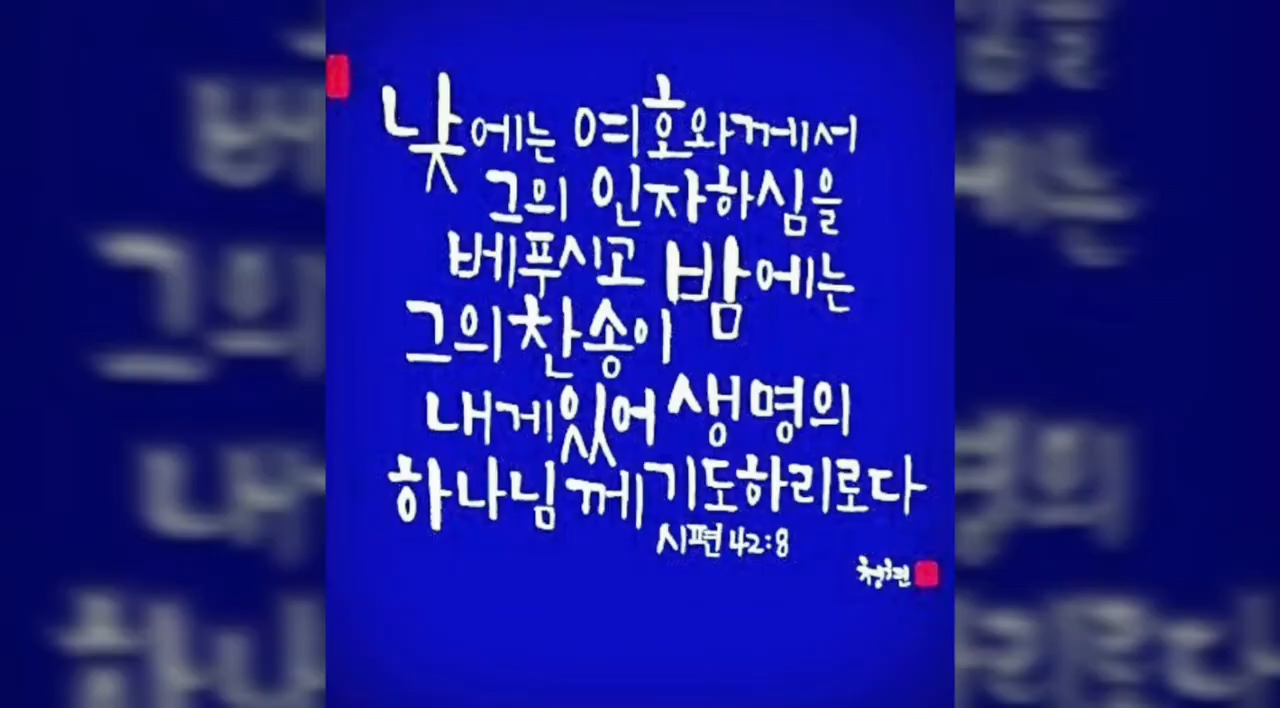 낮에는 여호와께서
그의 인자하심을
베푸시고 밤에는
그의 찬송이
내게 있어 생명의
하나님께 기도하리로다
시편 42:8
청현